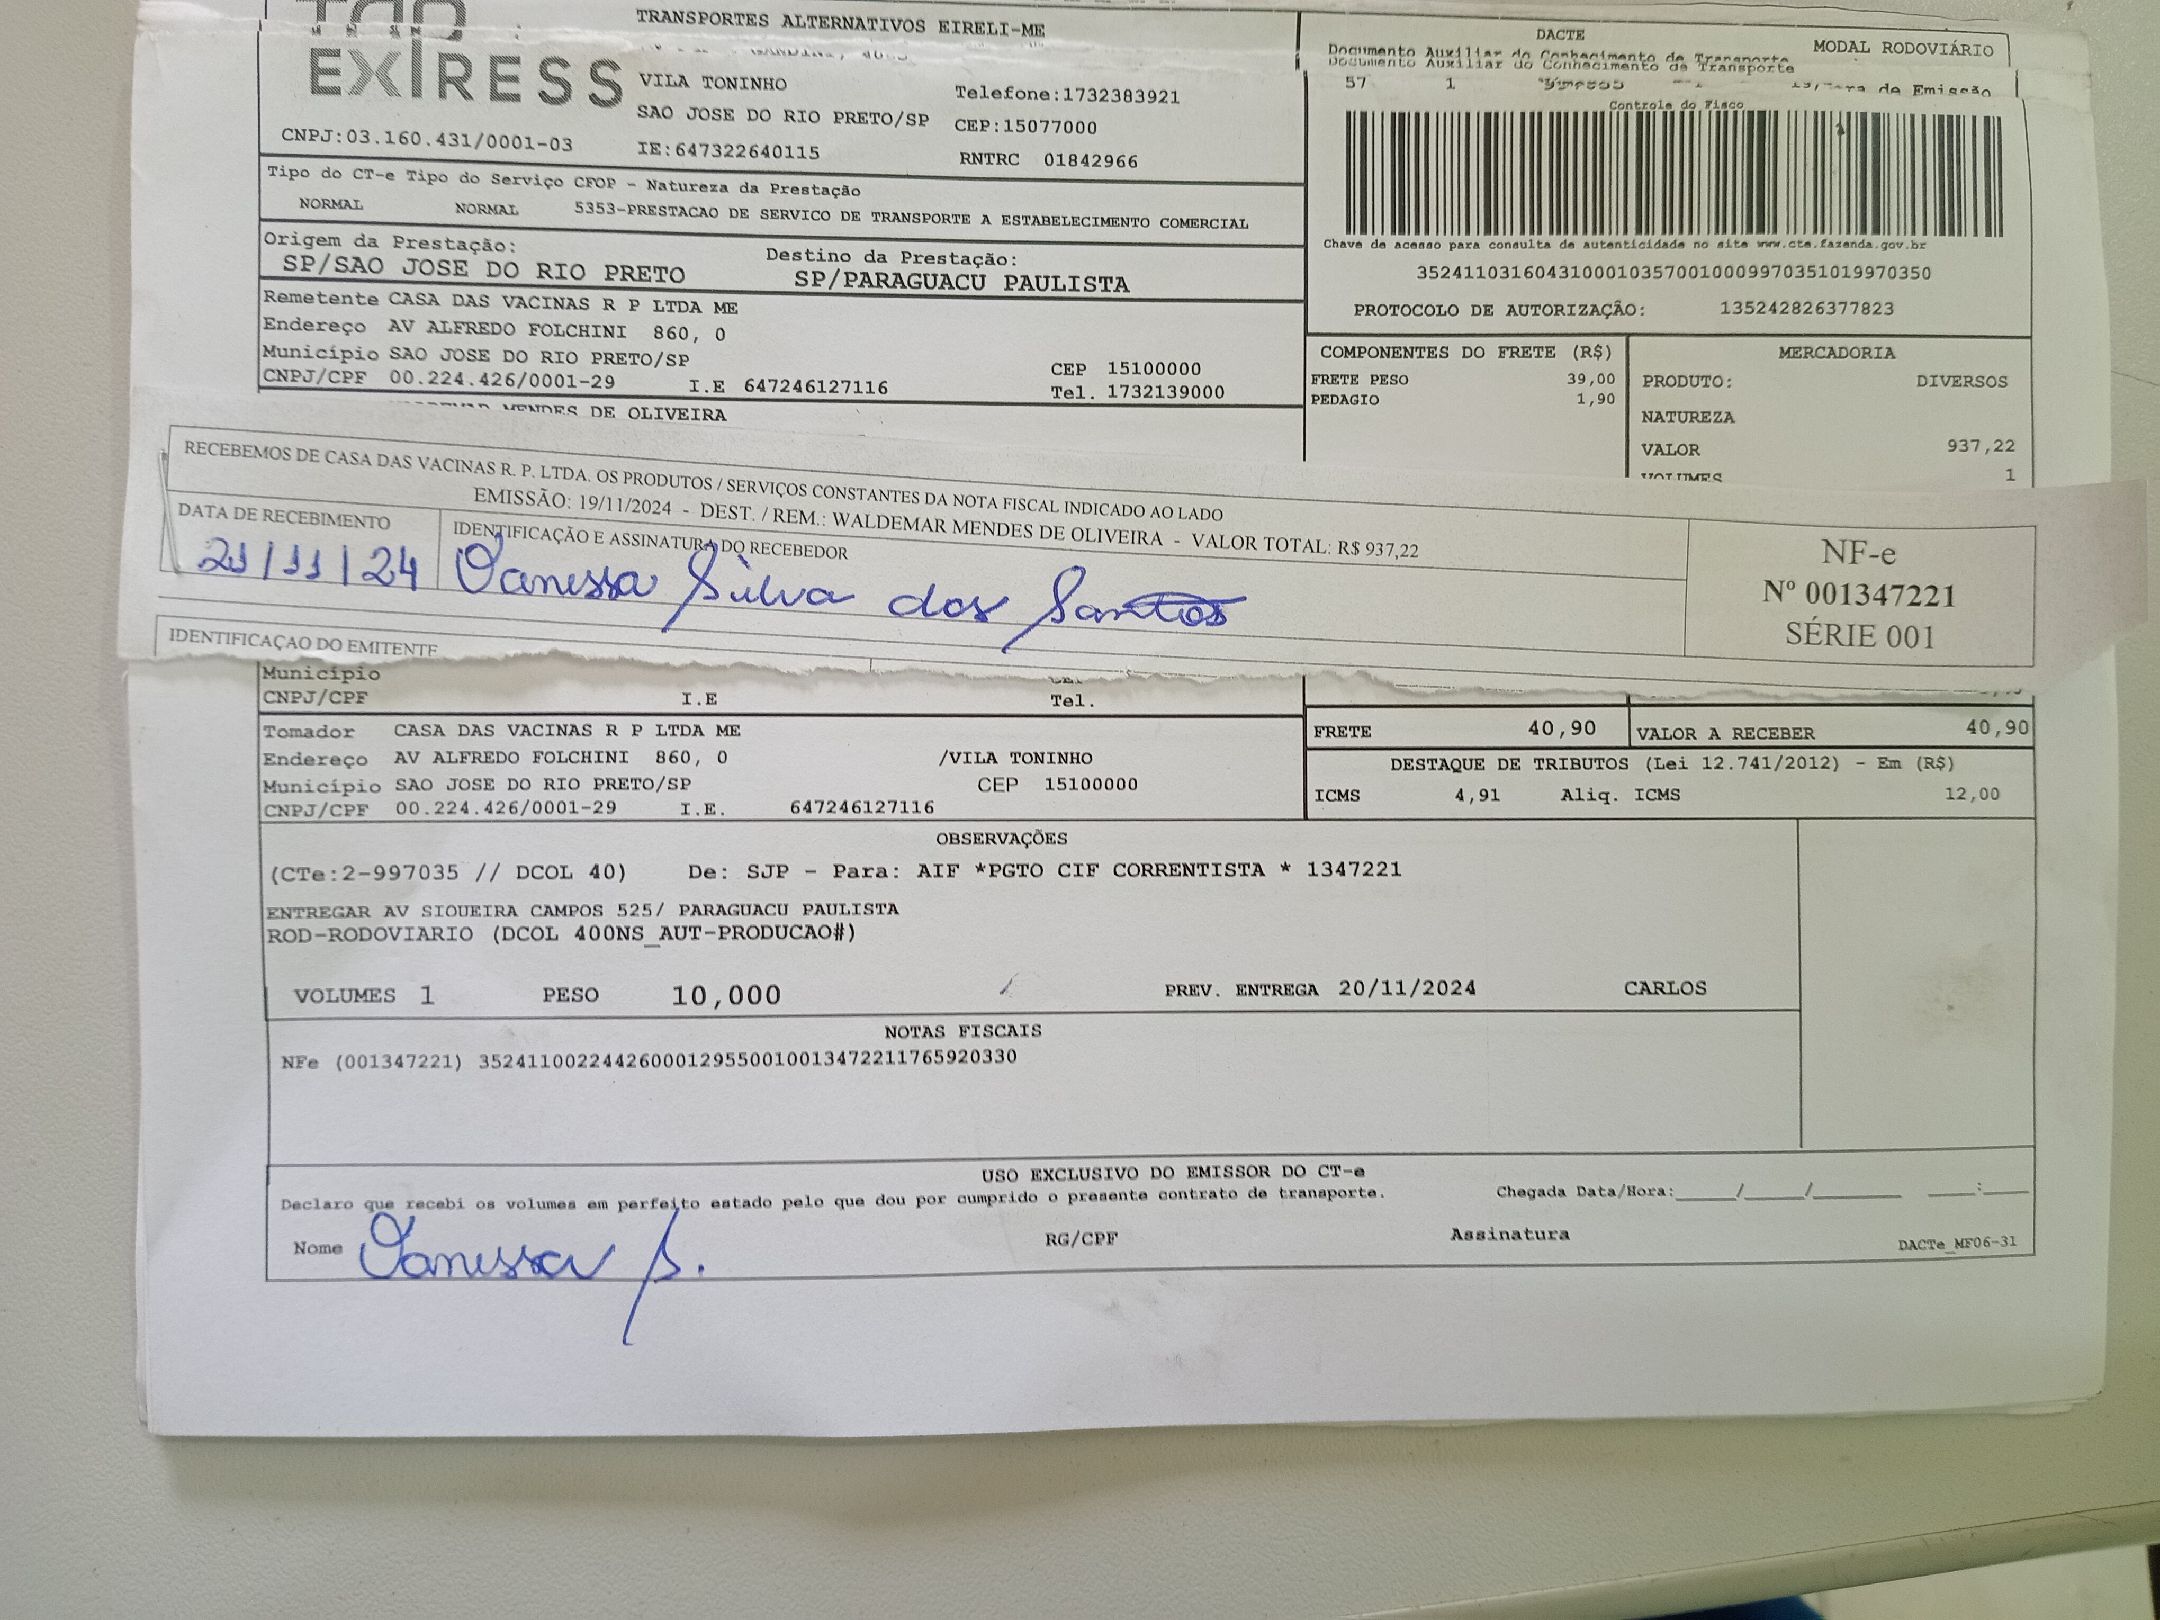 EXPRESS
TRANSPORTES ALTERNATIVOS EIRELI-ME
VILA TONINHO
Telefone:1732383921
SAO JOSE DO RIO PRETO/SP CEP:15077000
CNPJ:03.160.431/0001-03 IE:647322640115 RNTRC 01842966
DACTE
MODAL RODOVIÁRIO
Documento Auxiliar do Conhecimento de Transporte
Documento Auxiliar do Conhecimento de Transporte
57 1 de Emissão
Controle do Fisco
Chave de acesso para consulta de autenticidade no site www.cte.fazenda.gov.br
35241103160431000103570010009970351019970350
PROTOCOLO DE AUTORIZAÇÃO: 135242826377823
Tipo do CT-e Tipo do Serviço CFOP - Natureza da Prestação
NORMAL NORMAL 5353-PRESTACAO DE SERVICO DE TRANSPORTE A ESTABELECIMENTO COMERCIAL
Origem da Prestação: Destino da Prestação:
SP/SAO JOSE DO RIO PRETO SP/PARAGUACU PAULISTA
Remetente CASA DAS VACINAS R P LTDA ME
Endereço AV ALFREDO FOLCHINI 860, 0
Município SAO JOSE DO RIO PRETO/SP CEP 15100000
CNPJ/CPF 00.224.426/0001-29 I.E 647246127116 Tel. 1732139000
MENDES DE OLIVEIRA
COMPONENTES DO FRETE (R$)
FRETE PESO 39,00
PEDAGIO 1,90
MERCADORIA
PRODUTO: DIVERSOS
NATUREZA
VALOR 937,22
VOLUMES 1
RECEBEMOS DE CASA DAS VACINAS R. P. LTDA. OS PRODUTOS / SERVIÇOS CONSTANTES DA NOTA FISCAL INDICADO AO LADO
EMISSÃO: 19/11/2024 - DEST. / REM.: WALDEMAR MENDES DE OLIVEIRA - VALOR TOTAL: R$ 937,22
DATA DE RECEBIMENTO
21/11/24
IDENTIFICAÇÃO E ASSINATURA DO RECEBEDOR
Vanessa Silva dos Santos
NF-e
Nº 001347221
SÉRIE 001
IDENTIFICAÇÃO DO EMITENTE
Município
CNPJ/CPF I.E Tel.
Tomador CASA DAS VACINAS R P LTDA ME
Endereço AV ALFREDO FOLCHINI 860, 0 /VILA TONINHO
Município SAO JOSE DO RIO PRETO/SP CEP 15100000
CNPJ/CPF 00.224.426/0001-29 I.E. 647246127116
FRETE 40,90 VALOR A RECEBER 40,90
DESTAQUE DE TRIBUTOS (Lei 12.741/2012) - Em (R$)
ICMS 4,91 Aliq. ICMS 12,00
OBSERVAÇÕES
(CTe:2-997035 // DCOL 40) De: SJP - Para: AIF *PGTO CIF CORRENTISTA * 1347221
ENTREGAR AV SIQUEIRA CAMPOS 525/ PARAGUACU PAULISTA
ROD-RODOVIARIO (DCOL 400NS_AUT-PRODUCAO#)
VOLUMES 1 PESO 10,000 PREV. ENTREGA 20/11/2024 CARLOS
NOTAS FISCAIS
NFe (001347221) 35241100224426000129550010013472211765920330
USO EXCLUSIVO DO EMISSOR DO CT-e
Declaro que recebi os volumes em perfeito estado pelo que dou por cumprido o presente contrato de transporte. Chegada Data/Hora:_____/_____/_______ ____:____
Nome Vanessa S. RG/CPF Assinatura
DACTe_MF06-31